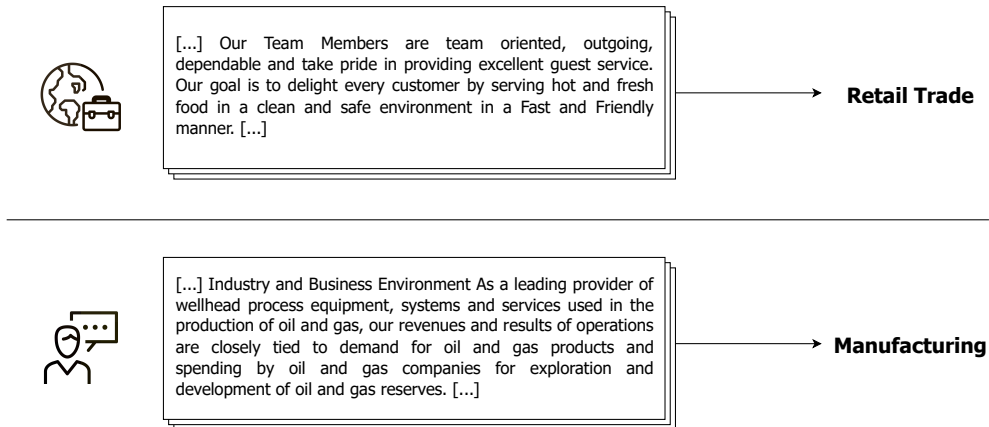 [...] Our Team Members are team oriented, outgoing,
dependable and take pride in providing excellent guest service.
Our goal is to delight every customer by serving hot and fresh
food in a clean and safe environment in a Fast and Friendly
manner. [...]
Retail Trade
[...] Industry and Business Environment As a leading provider of
wellhead process equipment, systems and services used in the
production of oil and gas, our revenues and results of operations
are closely tied to demand for oil and gas products and
spending by oil and gas companies for exploration and
development of oil and gas reserves. [...]
Manufacturing